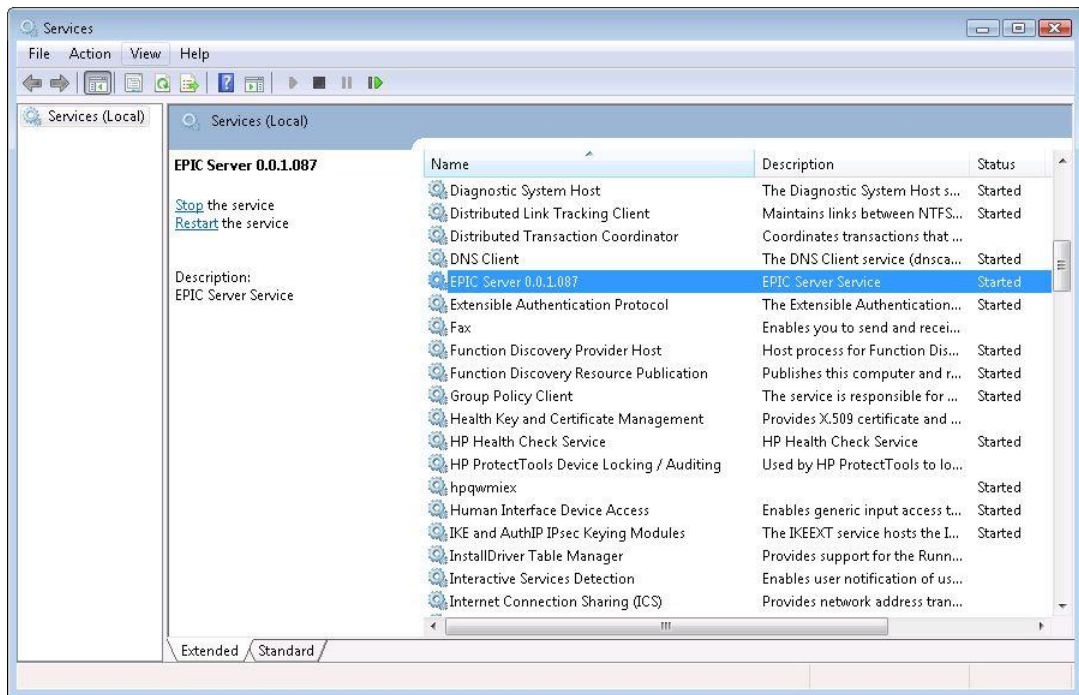 Services
File Action View Help
Services (Local)
Services (Local)
EPIC Server 0.0.1.087
Stop the service
Restart the service
Description:
EPIC Server Service
Name Description Status
Diagnostic System Host The Diagnostic System Host s... Started
Distributed Link Tracking Client Maintains links between NTFS... Started
Distributed Transaction Coordinator Coordinates transactions that ...
DNS Client The DNS Client service (dnsca... Started
EPIC Server 0.0.1.087 EPIC Server Service Started
Extensible Authentication Protocol The Extensible Authentication... Started
Fax Enables you to send and recei...
Function Discovery Provider Host Host process for Function Dis... Started
Function Discovery Resource Publication Publishes this computer and r... Started
Group Policy Client The service is responsible for ... Started
Health Key and Certificate Management Provides X.509 certificate and ...
HP Health Check Service HP Health Check Service Started
HP ProtectTools Device Locking / Auditing Used by HP ProtectTools to lo...
hpqwmiex Started
Human Interface Device Access Enables generic input access t... Started
IKE and AuthIP IPsec Keying Modules The IKEEXT service hosts the I... Started
InstallDriver Table Manager Provides support for the Runn...
Interactive Services Detection Enables user notification of us...
Internet Connection Sharing (ICS) Provides network address tran...
Extended Standard